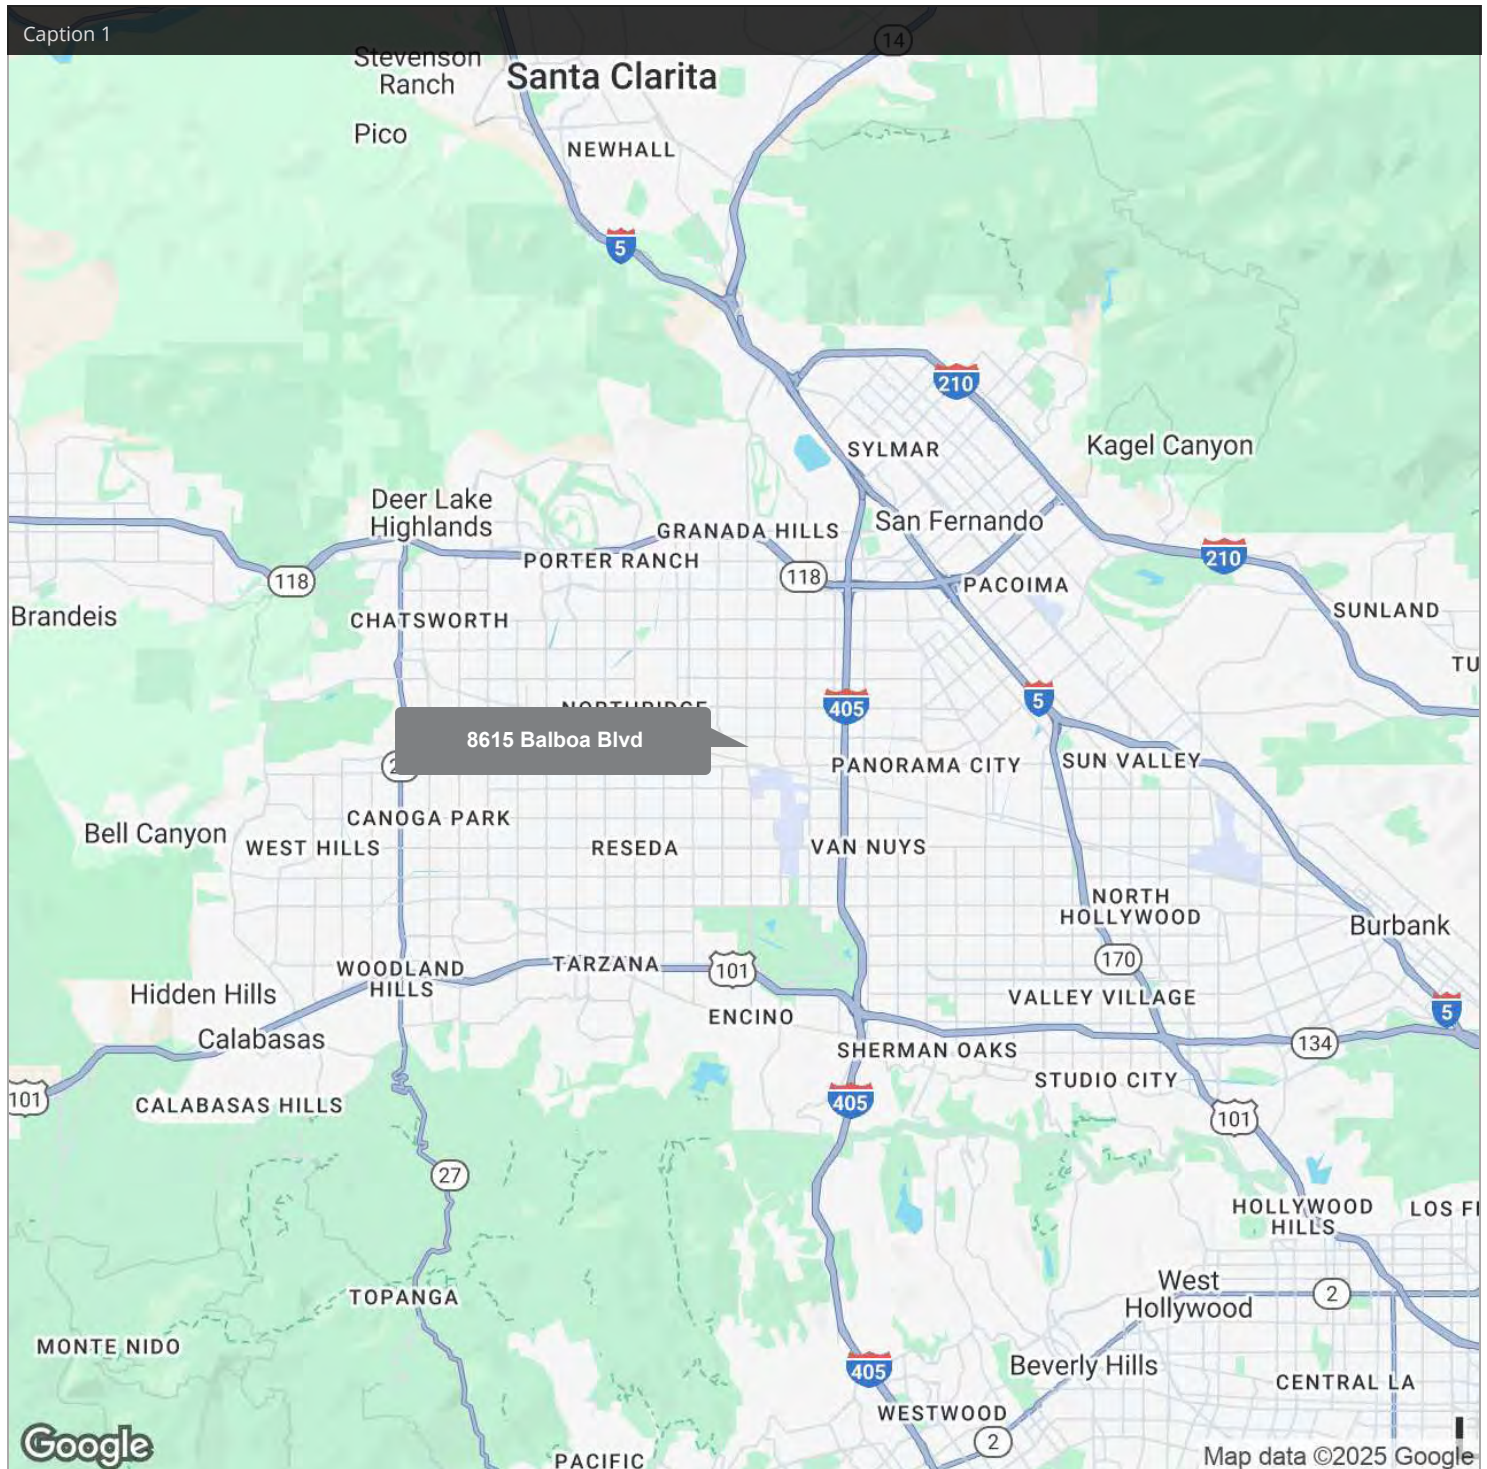 Caption 1
14
Stevenson
Ranch
Santa Clarita
Pico
NEWHALL
5
210
SYLMAR
Kagel Canyon
Deer Lake
Highlands
GRANADA HILLS
San Fernando
PORTER RANCH
118
118
210
PACOIMA
Brandeis
CHATSWORTH
SUNLAND
TU
NORTHRIDGE
405
5
8615 Balboa Blvd
2
PANORAMA CITY
SUN VALLEY
CANOGA PARK
Bell Canyon
WEST HILLS
RESEDA
VAN NUYS
NORTH
HOLLYWOOD
Burbank
170
WOODLAND
HILLS
TARZANA
101
Hidden Hills
VALLEY VILLAGE
ENCINO
5
Calabasas
SHERMAN OAKS
134
STUDIO CITY
101
CALABASAS HILLS
405
101
27
HOLLYWOOD
HILLS
LOS FI
West
Hollywood
2
TOPANGA
MONTE NIDO
405
Beverly Hills
CENTRAL LA
WESTWOOD
2
Google
PACIFIC
Map data ©2025 Google